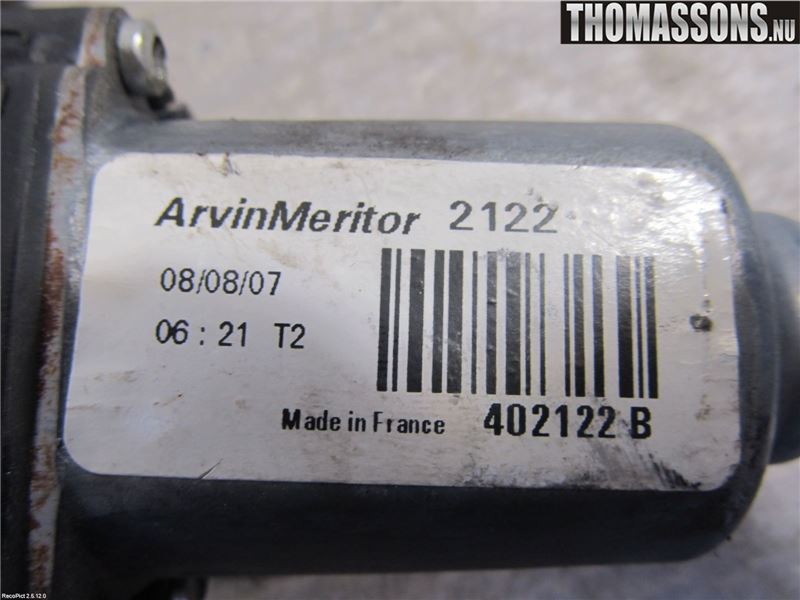 THOMASSONS.NU
ArvinMeritor 2122
08/08/07
06 : 21 T2
Made in France 402122 B
RecoPict 2.5.12.0